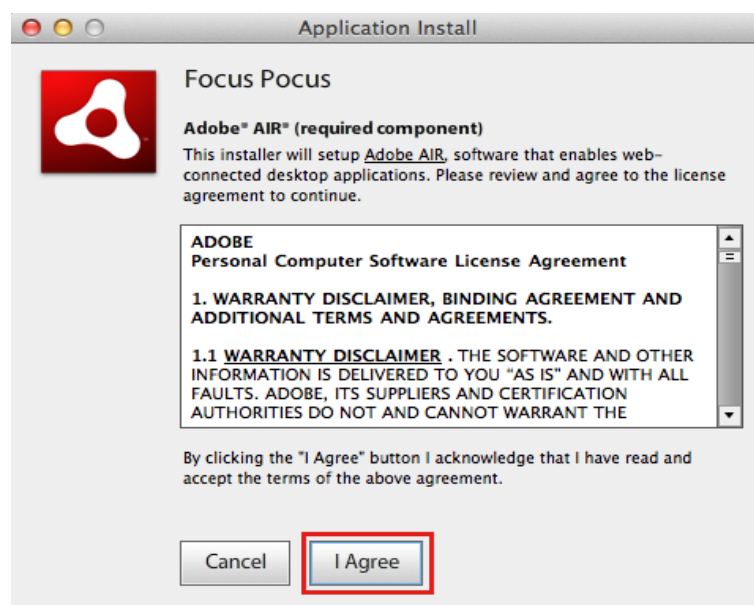 Application Install
Focus Pocus
Adobe® AIR® (required component)
This installer will setup Adobe AIR, software that enables web-
connected desktop applications. Please review and agree to the license
agreement to continue.
ADOBE
Personal Computer Software License Agreement
1. WARRANTY DISCLAIMER, BINDING AGREEMENT AND
ADDITIONAL TERMS AND AGREEMENTS.
1.1 WARRANTY DISCLAIMER . THE SOFTWARE AND OTHER
INFORMATION IS DELIVERED TO YOU “AS IS” AND WITH ALL
FAULTS. ADOBE, ITS SUPPLIERS AND CERTIFICATION
AUTHORITIES DO NOT AND CANNOT WARRANT THE
By clicking the "I Agree" button I acknowledge that I have read and
accept the terms of the above agreement.
Cancel
I Agree